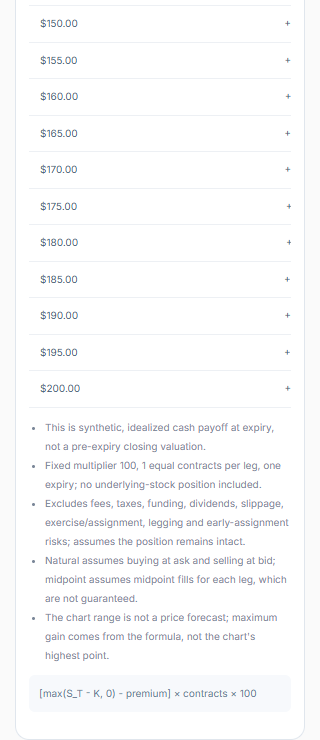 $150.00 +
$155.00 +
$160.00 +
$165.00 +
$170.00 +
$175.00 +
$180.00 +
$185.00 +
$190.00 +
$195.00 +
$200.00 +
• This is synthetic, idealized cash payoff at expiry,
not a pre-expiry closing valuation.
• Fixed multiplier 100, 1 equal contracts per leg, one
expiry; no underlying-stock position included.
• Excludes fees, taxes, funding, dividends, slippage,
exercise/assignment, legging and early-assignment
risks; assumes the position remains intact.
• Natural assumes buying at ask and selling at bid;
midpoint assumes midpoint fills for each leg, which
are not guaranteed.
• The chart range is not a price forecast; maximum
gain comes from the formula, not the chart's
highest point.
[max(S_T - K, 0) - premium] × contracts × 100